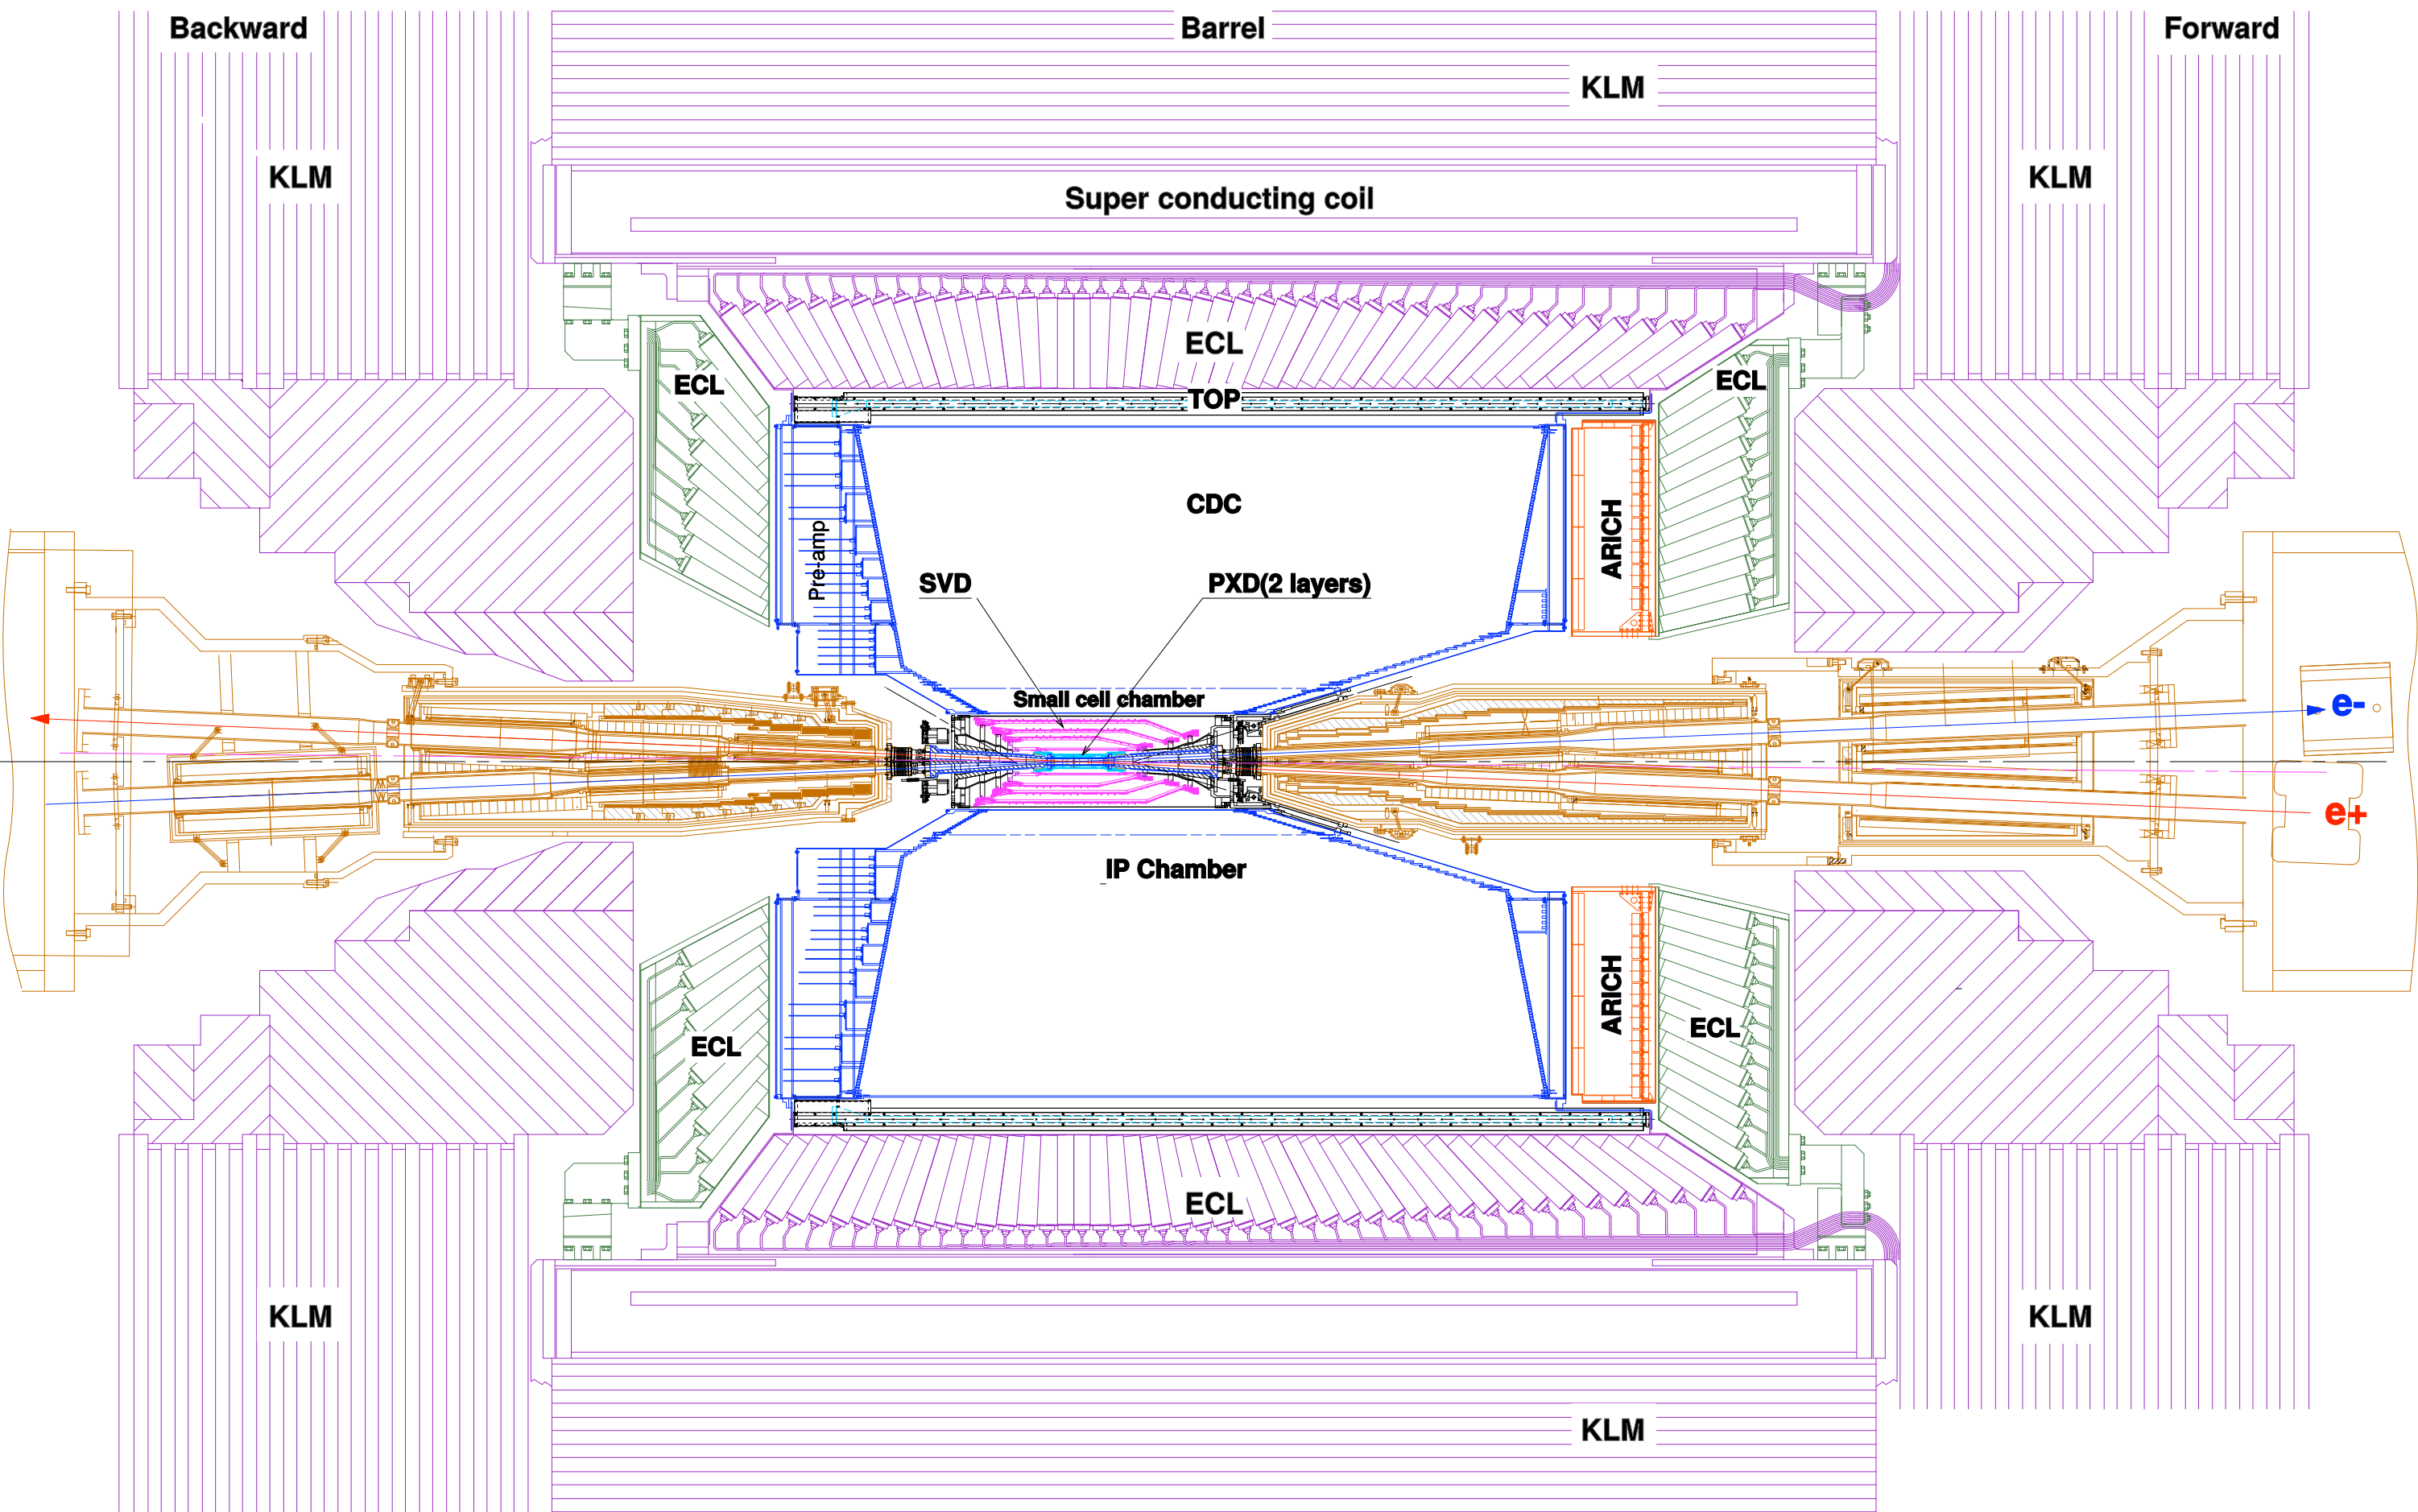 Backward
Barrel
Forward
KLM
KLM
KLM
Super conducting coil
ECL
ECL
ECL
TOP
CDC
Pre-amp
ARICH
SVD
PXD(2 layers)
Small cell chamber
e-
e+
IP Chamber
ARICH
ECL
ECL
ECL
KLM
KLM
KLM